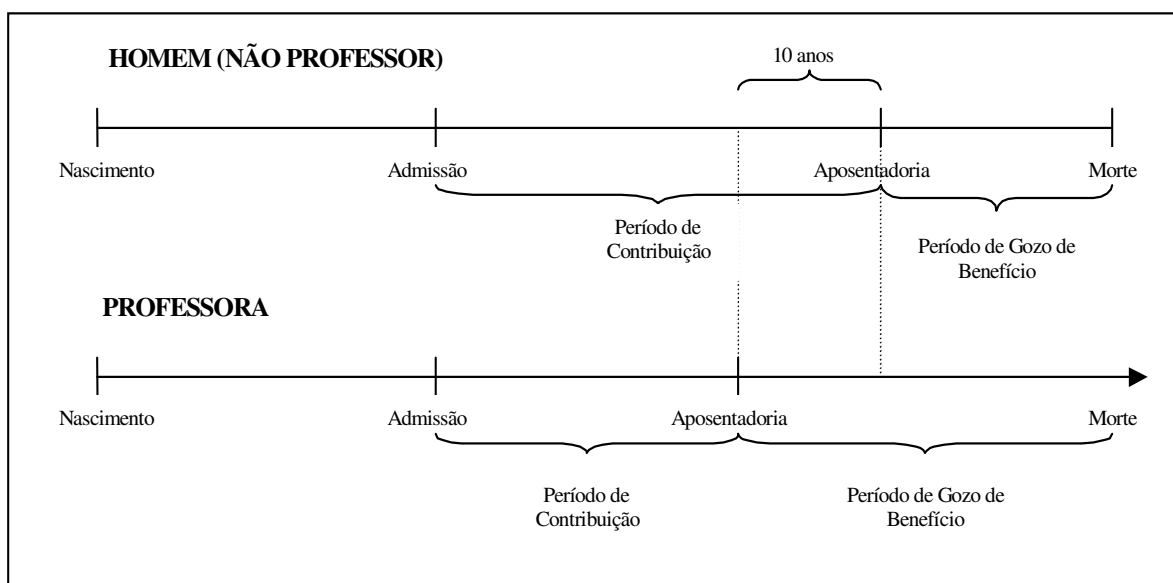 HOMEM (NÃO PROFESSOR)
10 anos
Nascimento
Admissão
Aposentadoria
Morte
Período de
Contribuição
Período de Gozo de
Benefício
PROFESSORA
Nascimento
Admissão
Aposentadoria
Morte
Período de
Contribuição
Período de Gozo de
Benefício